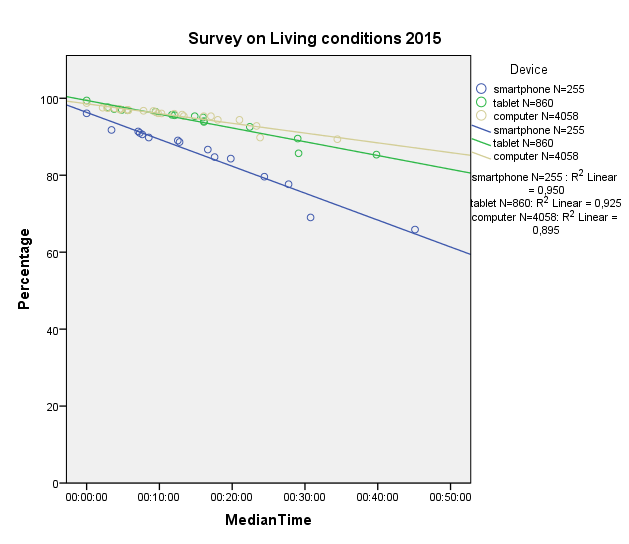 Survey on Living conditions 2015
Device
smartphone N=255
tablet N=860
computer N=4058
smartphone N=255
tablet N=860
computer N=4058
smartphone N=255 : R² Linear
= 0,950
tablet N=860: R² Linear = 0,925
computer N=4058: R² Linear =
0,895
Percentage
100
80
60
40
20
0
00:00:00 00:10:00 00:20:00 00:30:00 00:40:00 00:50:00
MedianTime